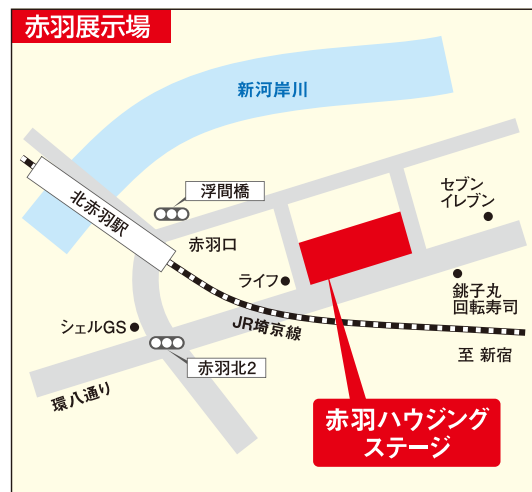 赤羽展示場
新河岸川
北赤羽駅
浮間橋
赤羽口
セブン
イレブン
ライフ
銚子丸
回転寿司
シェルGS
JR埼京線
至 新宿
赤羽北2
環八通り
赤羽ハウジング
ステージ